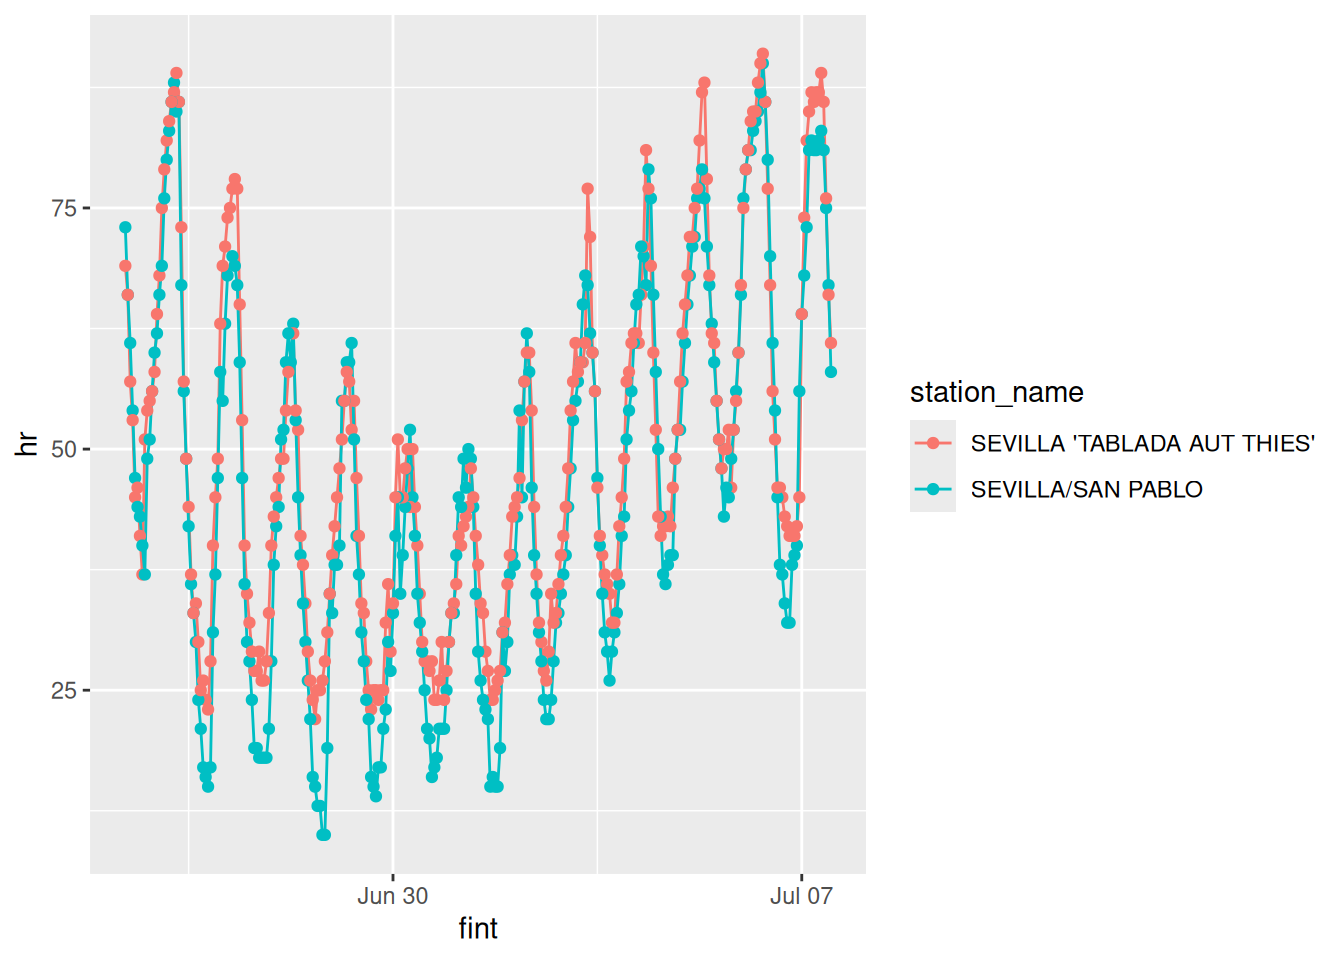 75
50
25
hr
Jun 30
Jul 07
fint
station_name
SEVILLA 'TABLADA AUT THIES'
SEVILLA/SAN PABLO